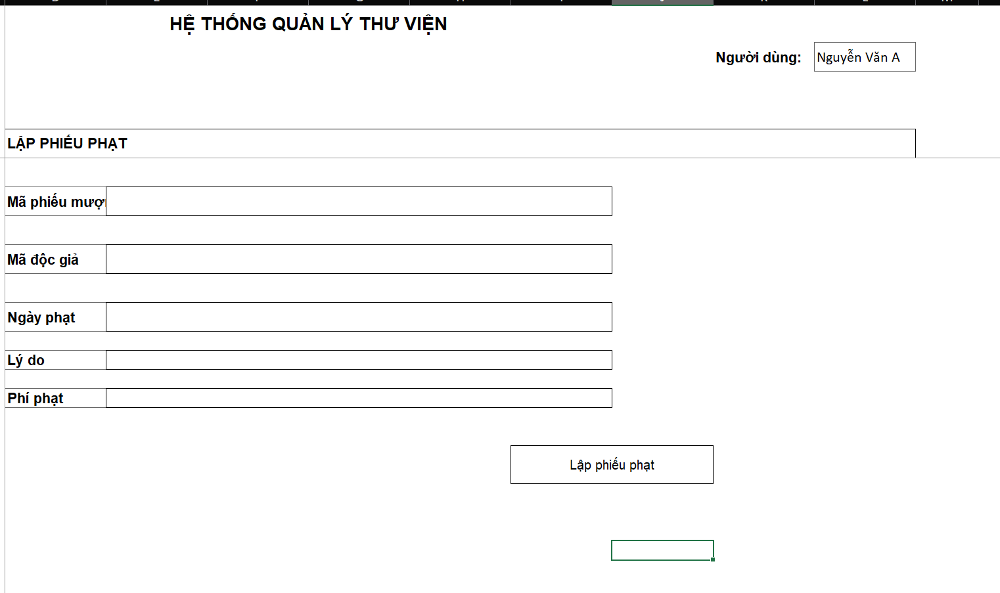 HỆ THỐNG QUẢN LÝ THƯ VIỆN
Người dùng: Nguyễn Văn A
LẬP PHIẾU PHẠT
Mã phiếu
Mã độc giả
Ngày phạt
Lý do
Phí phạt
Lập phiếu phạt